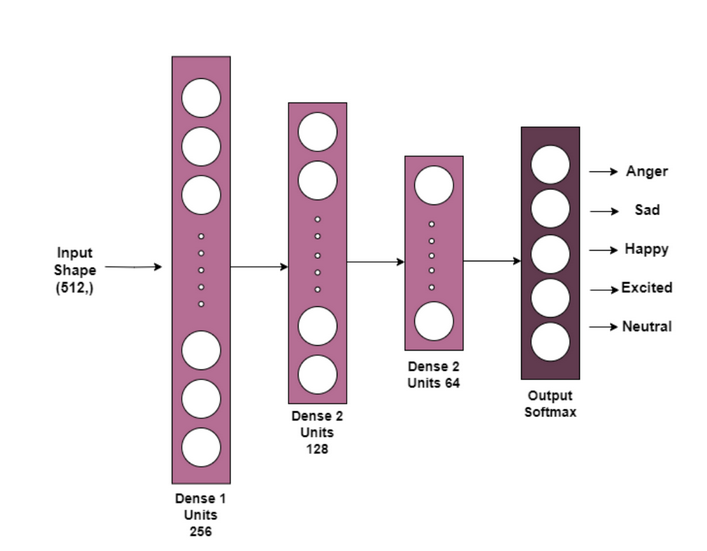 Input
Shape
(512,)
Dense 1
Units
256
Dense 2
Units
128
Dense 2
Units 64
Output
Softmax
Anger
Sad
Happy
Excited
Neutral